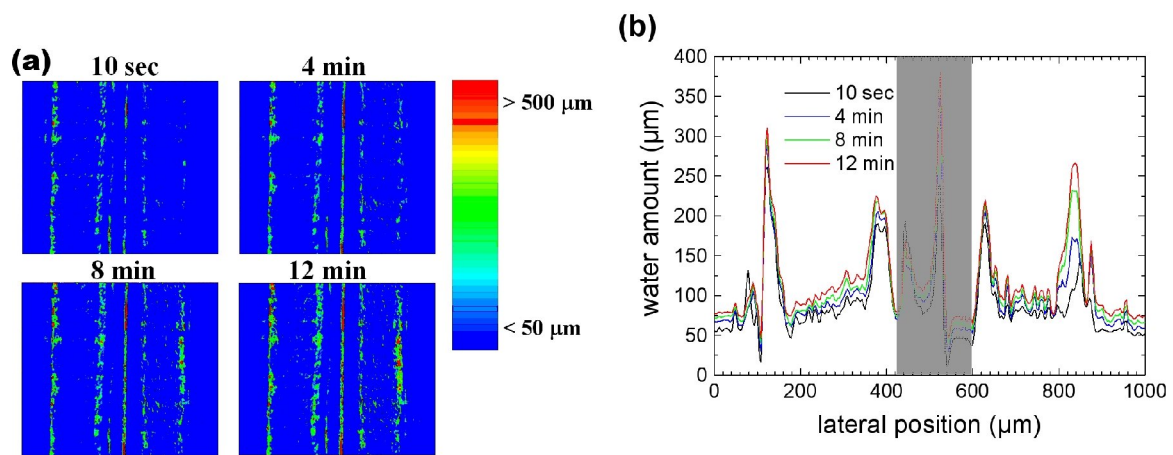 (a)
10 sec
4 min
8 min
12 min
> 500 µm
< 50 µm
(b)
water amount (µm)
400
350
300
250
200
150
100
50
0
10 sec
4 min
8 min
12 min
0
200
400
600
800
1000
lateral position (µm)